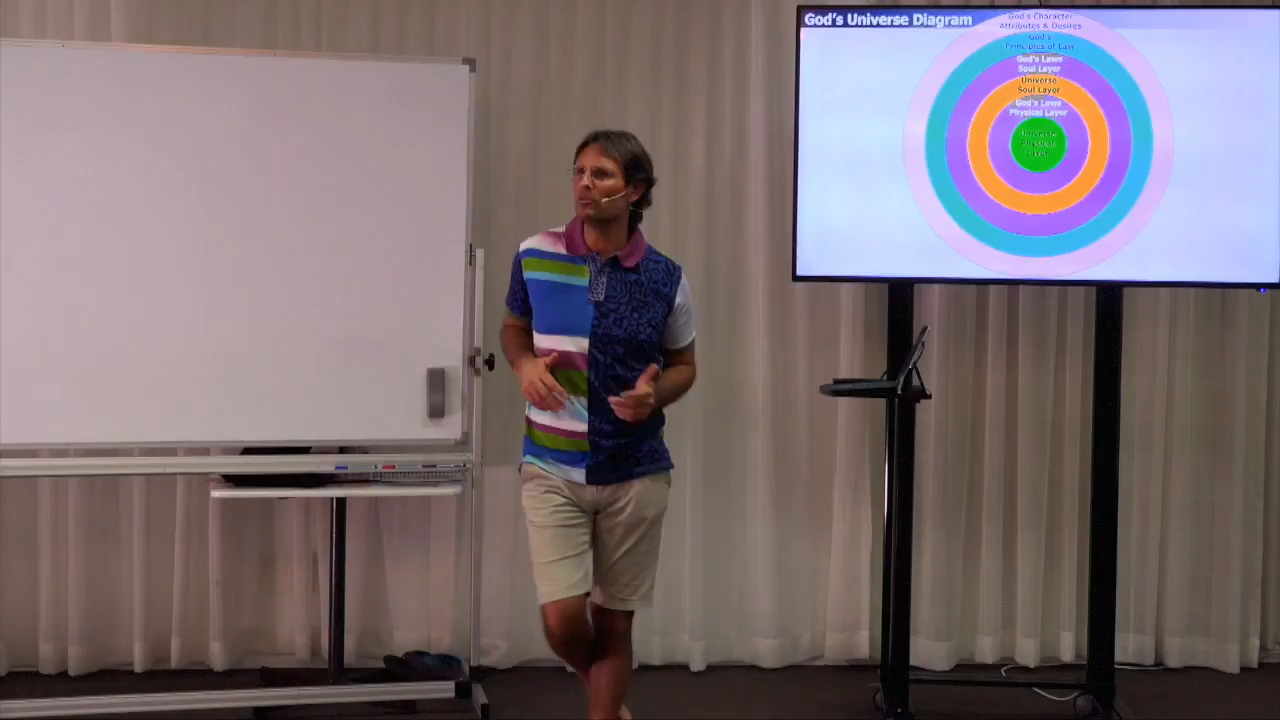 God's Universe Diagram
God's Character
Attributes & Desires
God's
Principles of Law
God's Laws
Soul Layer
Universe
Soul Layer
God's Laws
Physical Layer
Universe
Physical
Layer